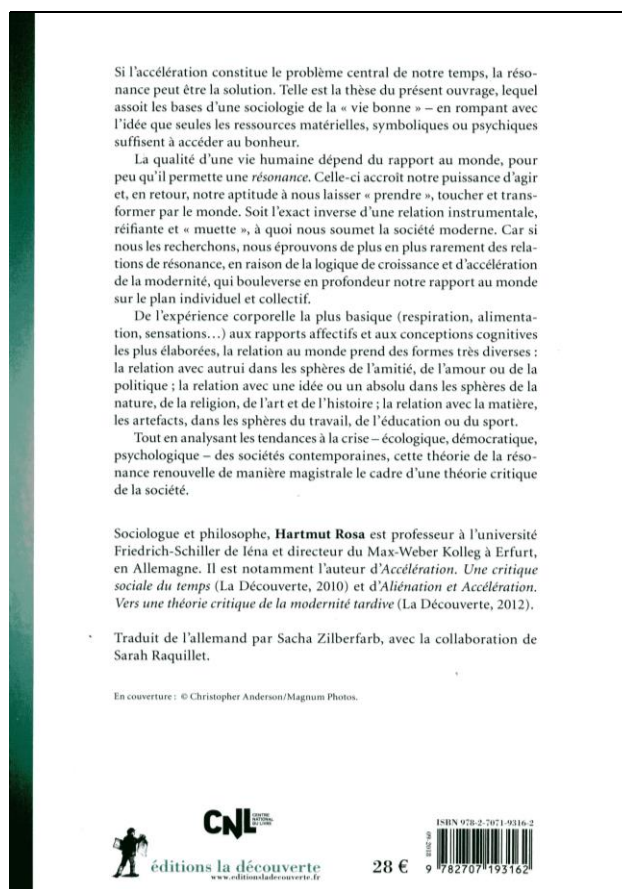 Si l'accélération constitue le problème central de notre temps, la réso-
nance peut être la solution. Telle est la thèse du présent ouvrage, lequel
assoit les bases d'une sociologie de la « vie bonne » – en rompant avec
l'idée que seules les ressources matérielles, symboliques ou psychiques
suffisent à accéder au bonheur.
La qualité d'une vie humaine dépend du rapport au monde, pour
peu qu'il permette une résonance. Celle-ci accroît notre puissance d'agir
et, en retour, notre aptitude à nous laisser « prendre », toucher et trans-
former par le monde. Soit l'exact inverse d'une relation instrumentale,
réifiante et « muette », à quoi nous soumet la société moderne. Car si
nous les recherchons, nous éprouvons de plus en plus rarement des rela-
tions de résonance, en raison de la logique de croissance et d'accélération
de la modernité, qui bouleverse en profondeur notre rapport au monde
sur le plan individuel et collectif.
De l'expérience corporelle la plus basique (respiration, alimenta-
tion, sensations…) aux rapports affectifs et aux conceptions cognitives
les plus élaborées, la relation au monde prend des formes très diverses :
la relation avec autrui dans les sphères de l'amitié, de l'amour ou de la
politique ; la relation avec une idée ou un absolu dans les sphères de la
nature, de la religion, de l'art et de l'histoire ; la relation avec la matière,
les artefacts, dans les sphères du travail, de l'éducation ou du sport.
Tout en analysant les tendances à la crise – écologique, démocratique,
psychologique – des sociétés contemporaines, cette théorie de la réso-
nance renouvelle de manière magistrale le cadre d'une théorie critique
de la société.
Sociologue et philosophe, Hartmut Rosa est professeur à l'université
Friedrich-Schiller de Iéna et directeur du Max-Weber Kolleg à Erfurt,
en Allemagne. Il est notamment l'auteur d'Accélération. Une critique
sociale du temps (La Découverte, 2010) et d'Aliénation et Accélération.
Vers une théorie critique de la modernité tardive (La Découverte, 2012).
Traduit de l'allemand par Sacha Zilberfarb, avec la collaboration de
Sarah Raquillet.
En couverture : © Christopher Anderson/Magnum Photos.
CNL CENTRE
NATIONAL
DU LIVRE
éditions la découverte
www.editionsladecouverte.fr
28 €
ISBN 978-2-7071-9316-2
09-2018
9 782707 193162